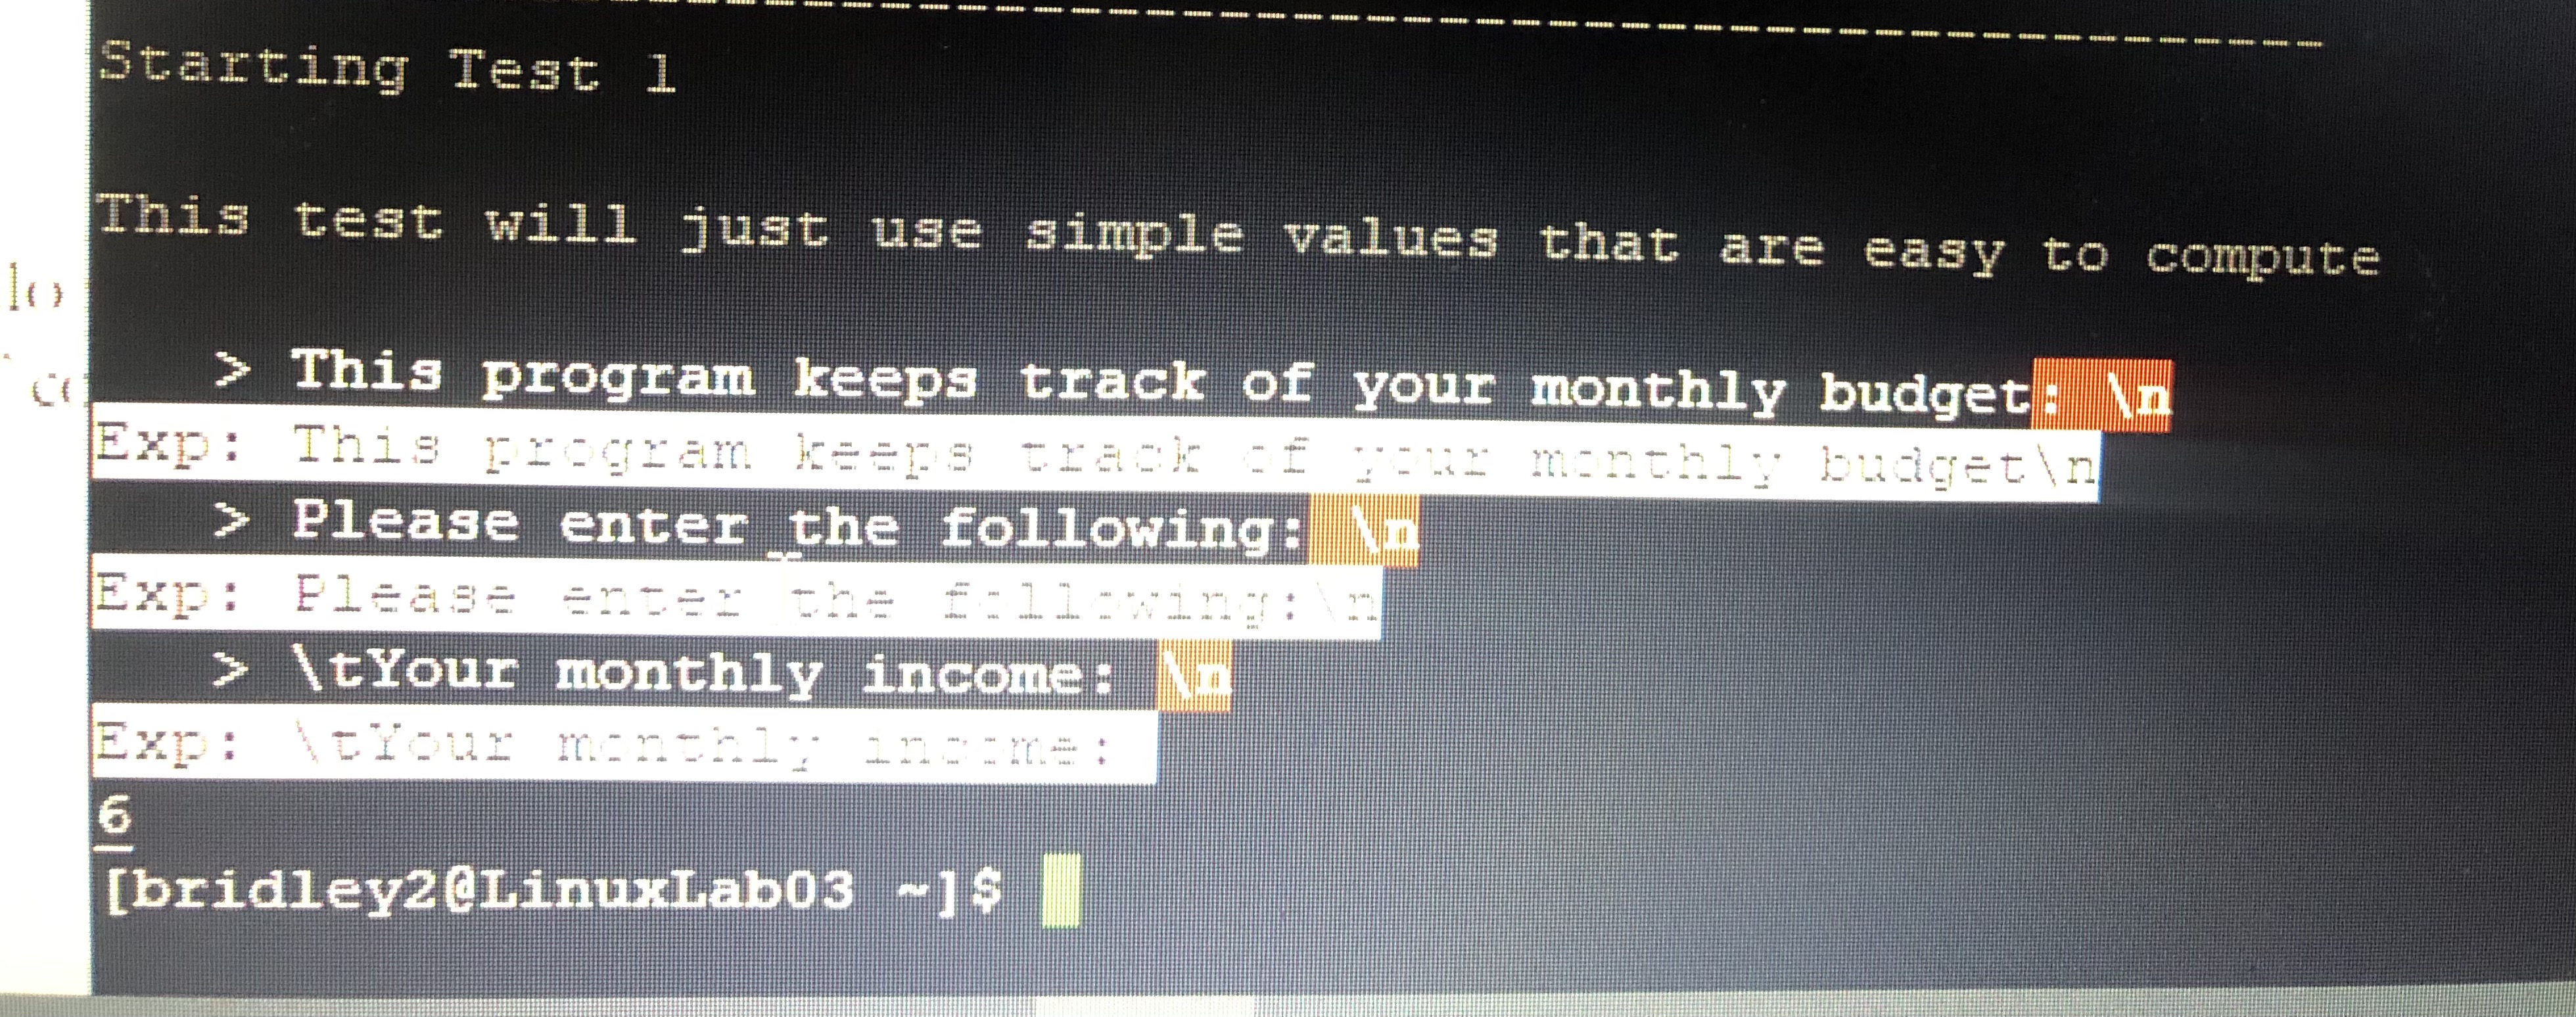 Starting Test 1
This test will just use simple values that are easy to compute
lo
> This program keeps track of your monthly budget: \n
Exp: This program keeps track of your monthly budget\n
> Please enter the following: \n
Exp: Please enter the following:\n
> \tYour monthly income: \n
Exp: \tYour monthly income:
6
[bridley2@LinuxLab03 ~]$